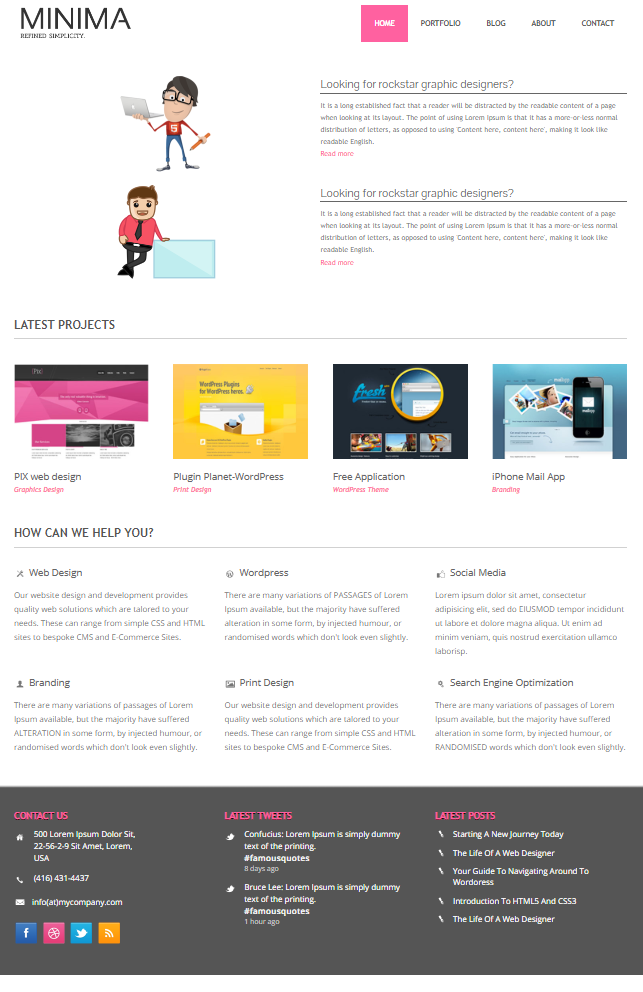 MINIMA
REFINED SIMPLICITY.
HOME PORTFOLIO BLOG ABOUT CONTACT
Looking for rockstar graphic designers?
It is a long established fact that a reader will be distracted by the readable content of a page
when looking at its layout. The point of using Lorem Ipsum is that it has a more-or-less normal
distribution of letters, as opposed to using 'Content here, content here', making it look like
readable English.
Read more
Looking for rockstar graphic designers?
It is a long established fact that a reader will be distracted by the readable content of a page
when looking at its layout. The point of using Lorem Ipsum is that it has a more-or-less normal
distribution of letters, as opposed to using 'Content here, content here', making it look like
readable English.
Read more
LATEST PROJECTS
WordPress Plugins
for WordPress heros.
fresh
PIX web design
Graphics Design
Plugin Planet-WordPress
Print Design
Free Application
WordPress Theme
iPhone Mail App
Branding
HOW CAN WE HELP YOU?
Web Design
Our website design and development provides
quality web solutions which are tailored to your
needs. These can range from simple CSS and HTML
sites to bespoke CMS and E-Commerce Sites.
Wordpress
There are many variations of PASSAGES of Lorem
Ipsum available, but the majority have suffered
alteration in some form, by injected humour, or
randomised words which don't look even slightly.
Social Media
Lorem ipsum dolor sit amet, consectetur
adipisicing elit, sed do EIUSMOD tempor incididunt
ut labore et dolore magna aliqua. Ut enim ad
minim veniam, quis nostrud exercitation ullamco
laborisp.
Branding
There are many variations of passages of Lorem
Ipsum available, but the majority have suffered
ALTERATION in some form, by injected humour, or
randomised words which don't look even slightly.
Print Design
Our website design and development provides
quality web solutions which are tailored to your
needs. These can range from simple CSS and HTML
sites to bespoke CMS and E-Commerce Sites.
Search Engine Optimization
There are many variations of passages of Lorem
Ipsum available, but the majority have suffered
alteration in some form, by injected humour, or
RANDOMISED words which don't look even slightly.
CONTACT US
500 Lorem Ipsum Dolor Sit,
22-56-2-9 Sit Amet, Lorem,
USA
(416) 431-4437
info(at)mycompany.com
LATEST TWEETS
Confucius: Lorem Ipsum is simply dummy
text of the printing.
#famousquotes
8 days ago
Bruce Lee: Lorem Ipsum is simply dummy
text of the printing.
#famousquotes
1 hour ago
LATEST POSTS
Starting A New Journey Today
The Life Of A Web Designer
Your Guide To Navigating Around To
Wordoress
Introduction To HTML5 And CSS3
The Life Of A Web Designer